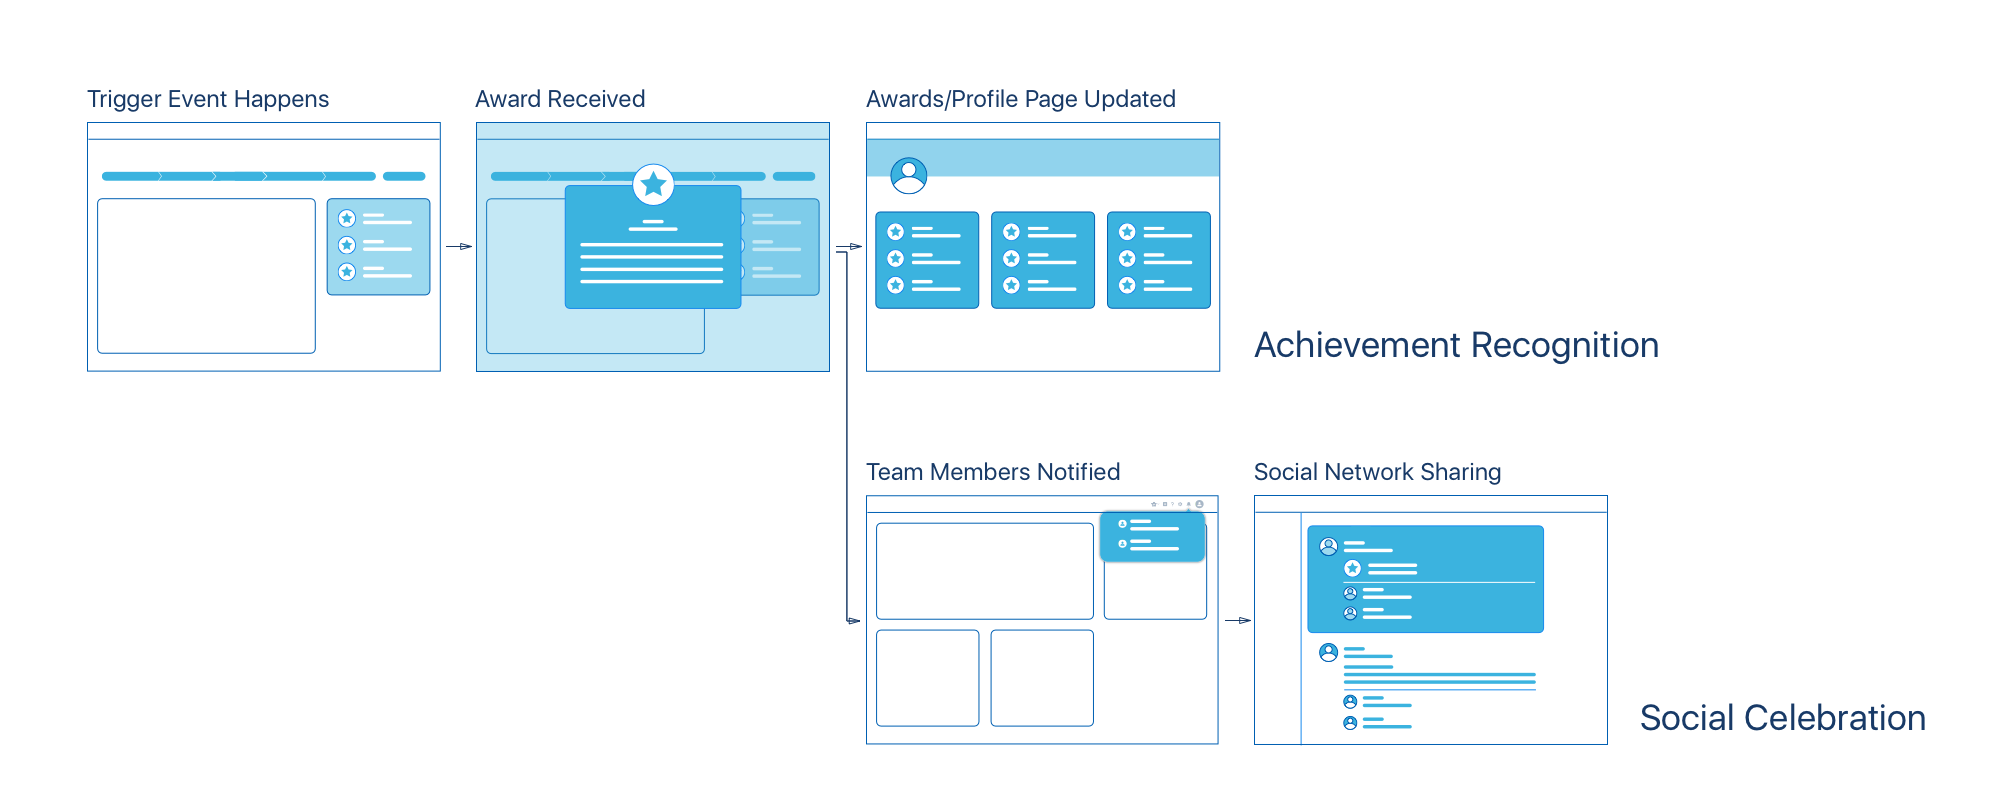 Trigger Event Happens
Award Received
Awards/Profile Page Updated
Achievement Recognition
Team Members Notified
Social Network Sharing
Social Celebration